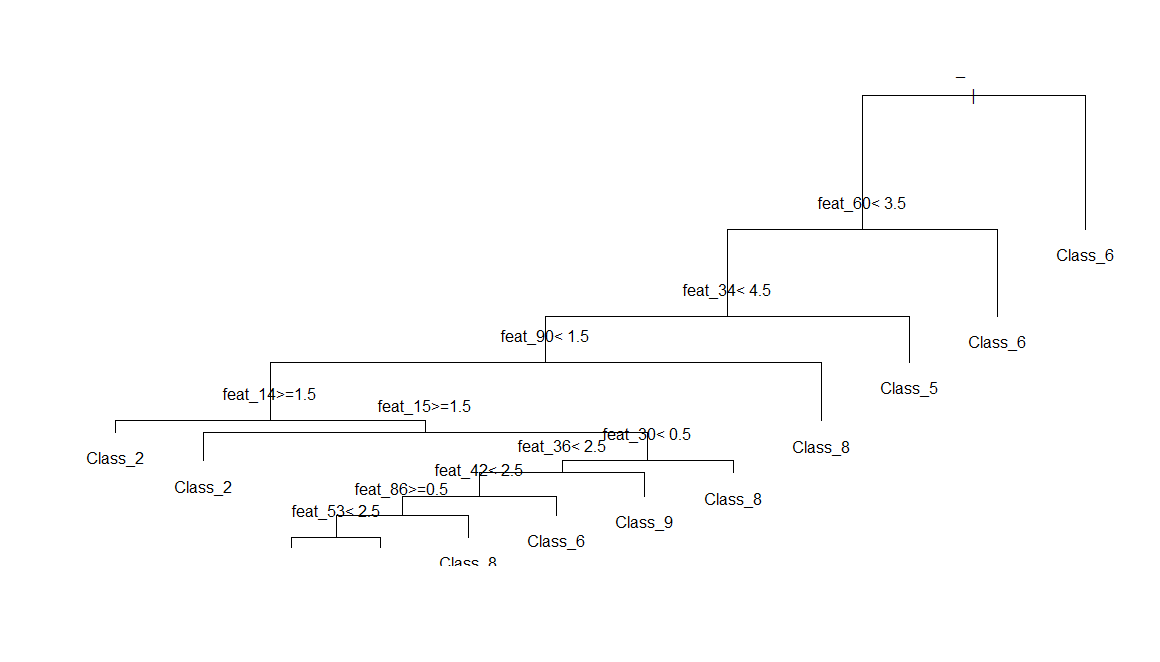 feat_60< 3.5
Class_6
feat_34< 4.5
feat_90< 1.5
Class_6
Class_5
feat_14>=1.5
feat_15>=1.5
feat_30< 0.5
feat_36< 2.5
Class_8
Class_2
feat_42< 2.5
Class_2
feat_86>=0.5
Class_8
feat_53< 2.5
Class_9
Class_6
Class_8